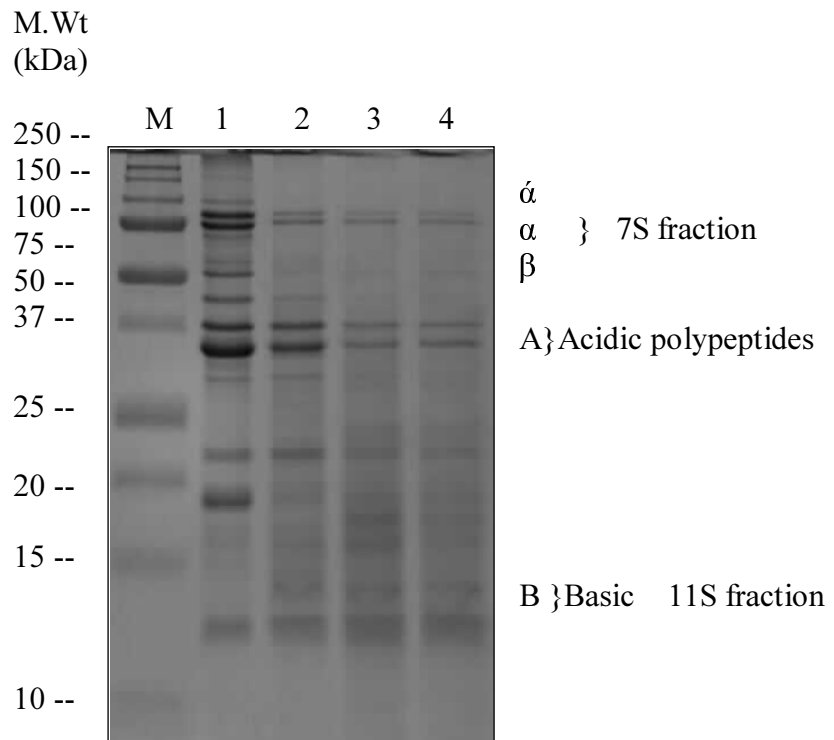 M.Wt
(kDa)
M 1 2 3 4
250 --
150 --
100 --
75 --
50 --
37 --
25 --
20 --
15 --
10 --
ά
α } 7S fraction
β
A}Acidic polypeptides
B }Basic 11S fraction